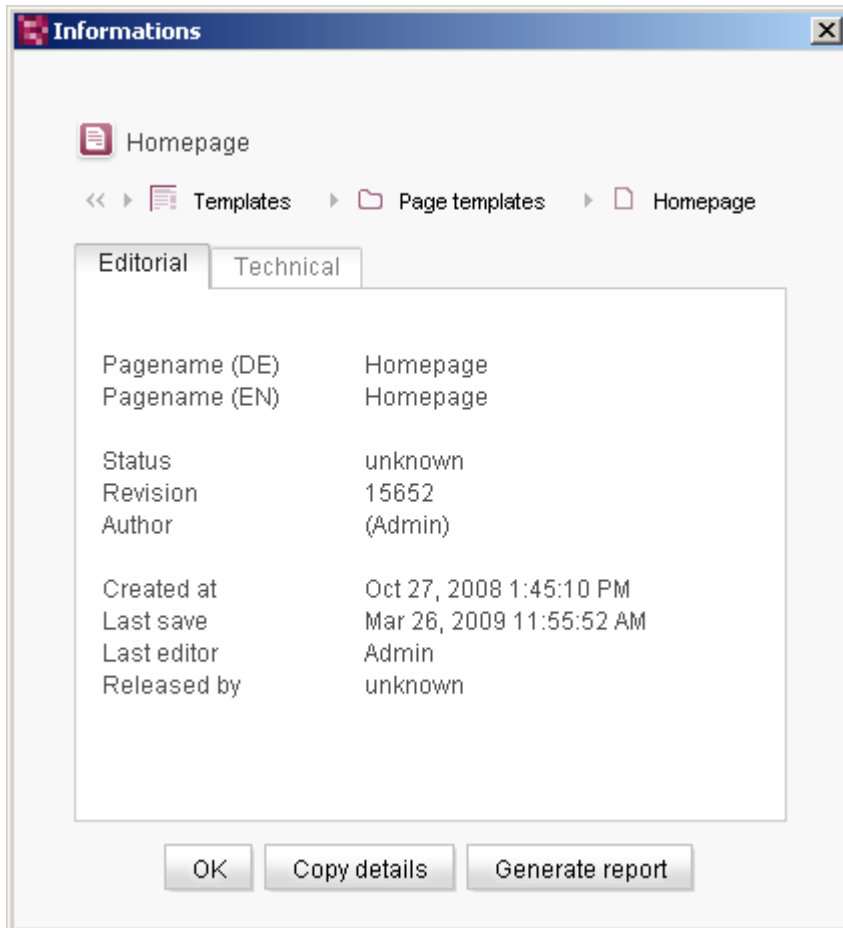 Informations
Homepage
Templates Page templates Homepage
Editorial Technical
Pagename (DE) Homepage
Pagename (EN) Homepage
Status unknown
Revision 15652
Author (Admin)
Created at Oct 27, 2008 1:45:10 PM
Last save Mar 26, 2009 11:55:52 AM
Last editor Admin
Released by unknown
OK Copy details Generate report